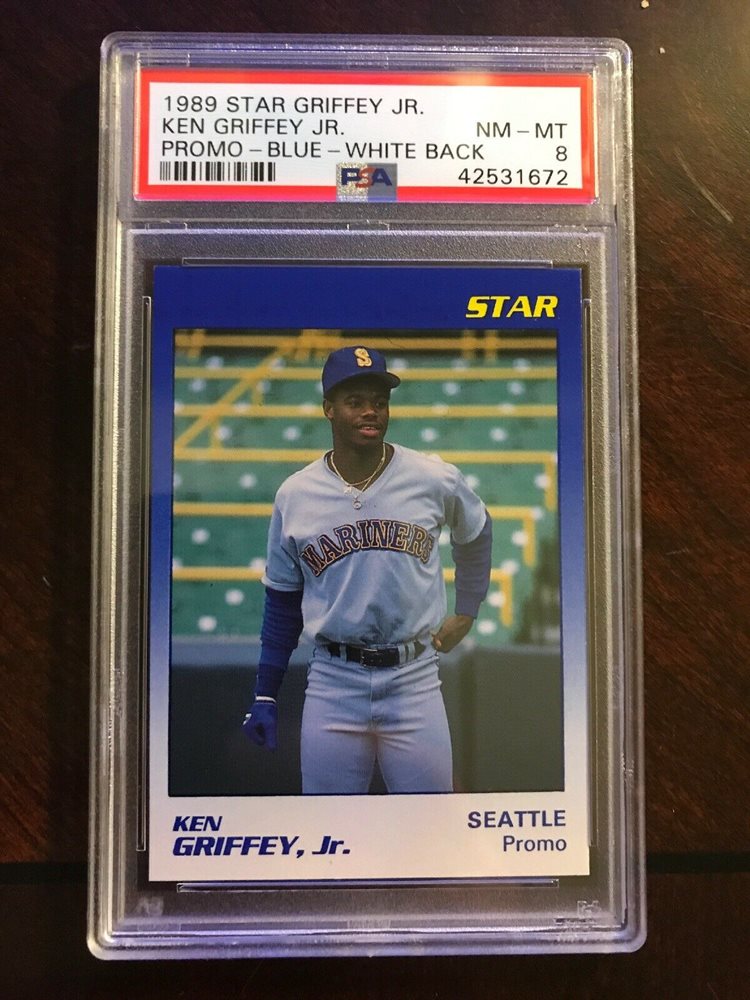 1989 STAR GRIFFEY JR.
KEN GRIFFEY JR. NM - MT
PROMO - BLUE - WHITE BACK 8
PSA 42531672
STAR
S
MARINERS
KEN SEATTLE
GRIFFEY, Jr. Promo